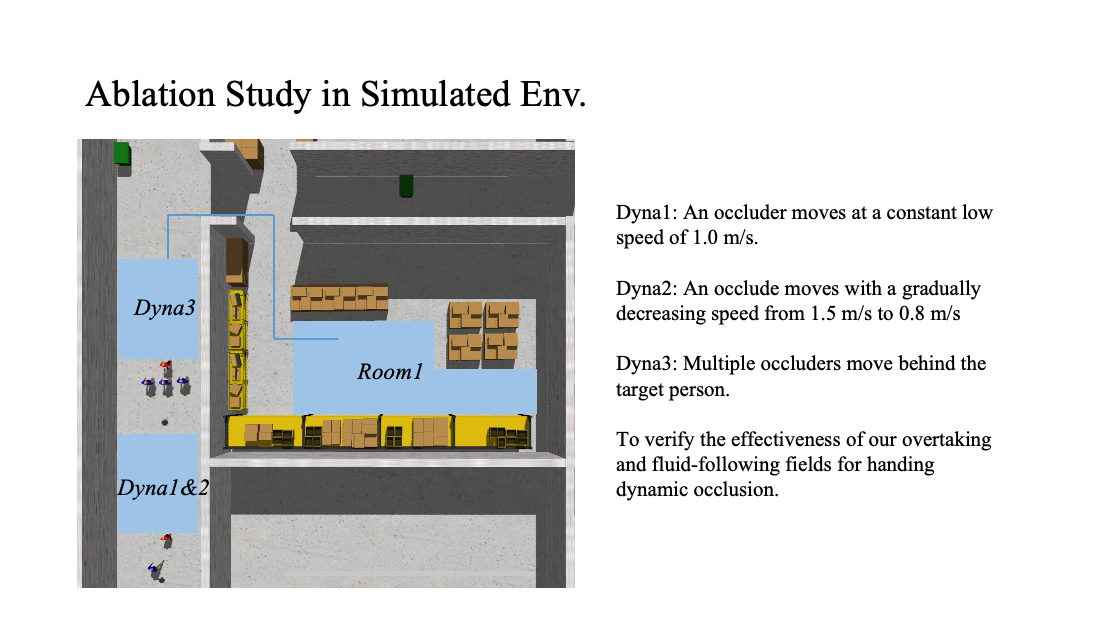 Ablation Study in Simulated Env.
Dyna3
Room1
Dyna1&2
Dyna1: An occluder moves at a constant low
speed of 1.0 m/s.
Dyna2: An occlude moves with a gradually
decreasing speed from 1.5 m/s to 0.8 m/s
Dyna3: Multiple occluders move behind the
target person.
To verify the effectiveness of our overtaking
and fluid-following fields for handing
dynamic occlusion.